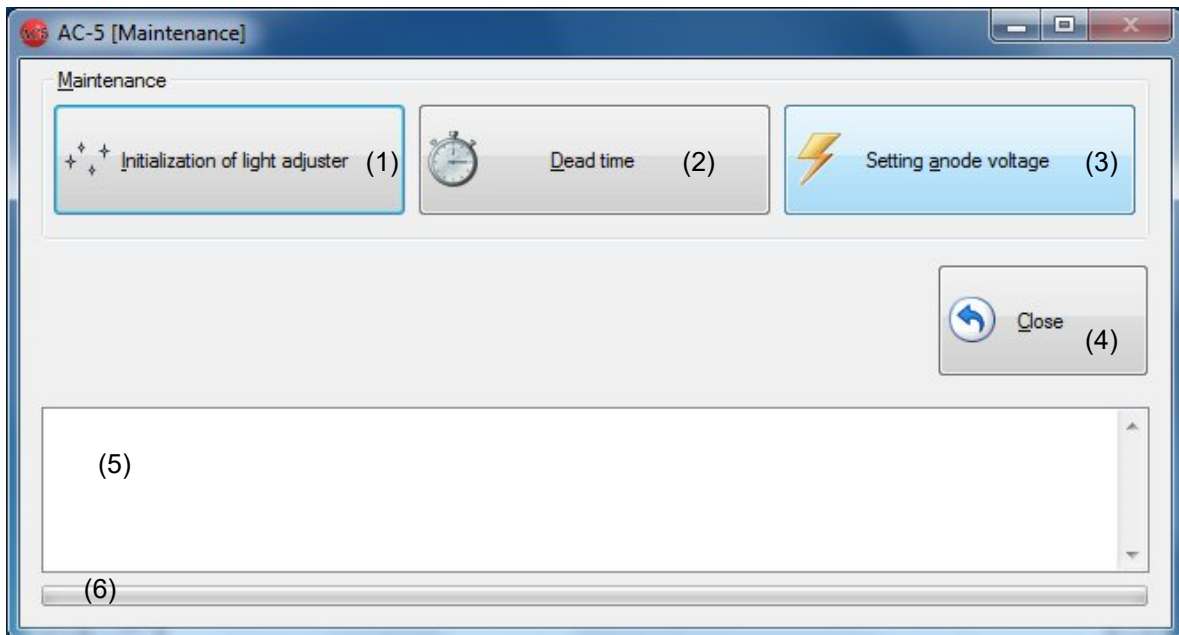 AC5 AC-5 [Maintenance]
Maintenance
Initialization of light adjuster (1)
Dead time (2)
Setting anode voltage (3)
Close (4)
(5)
(6)